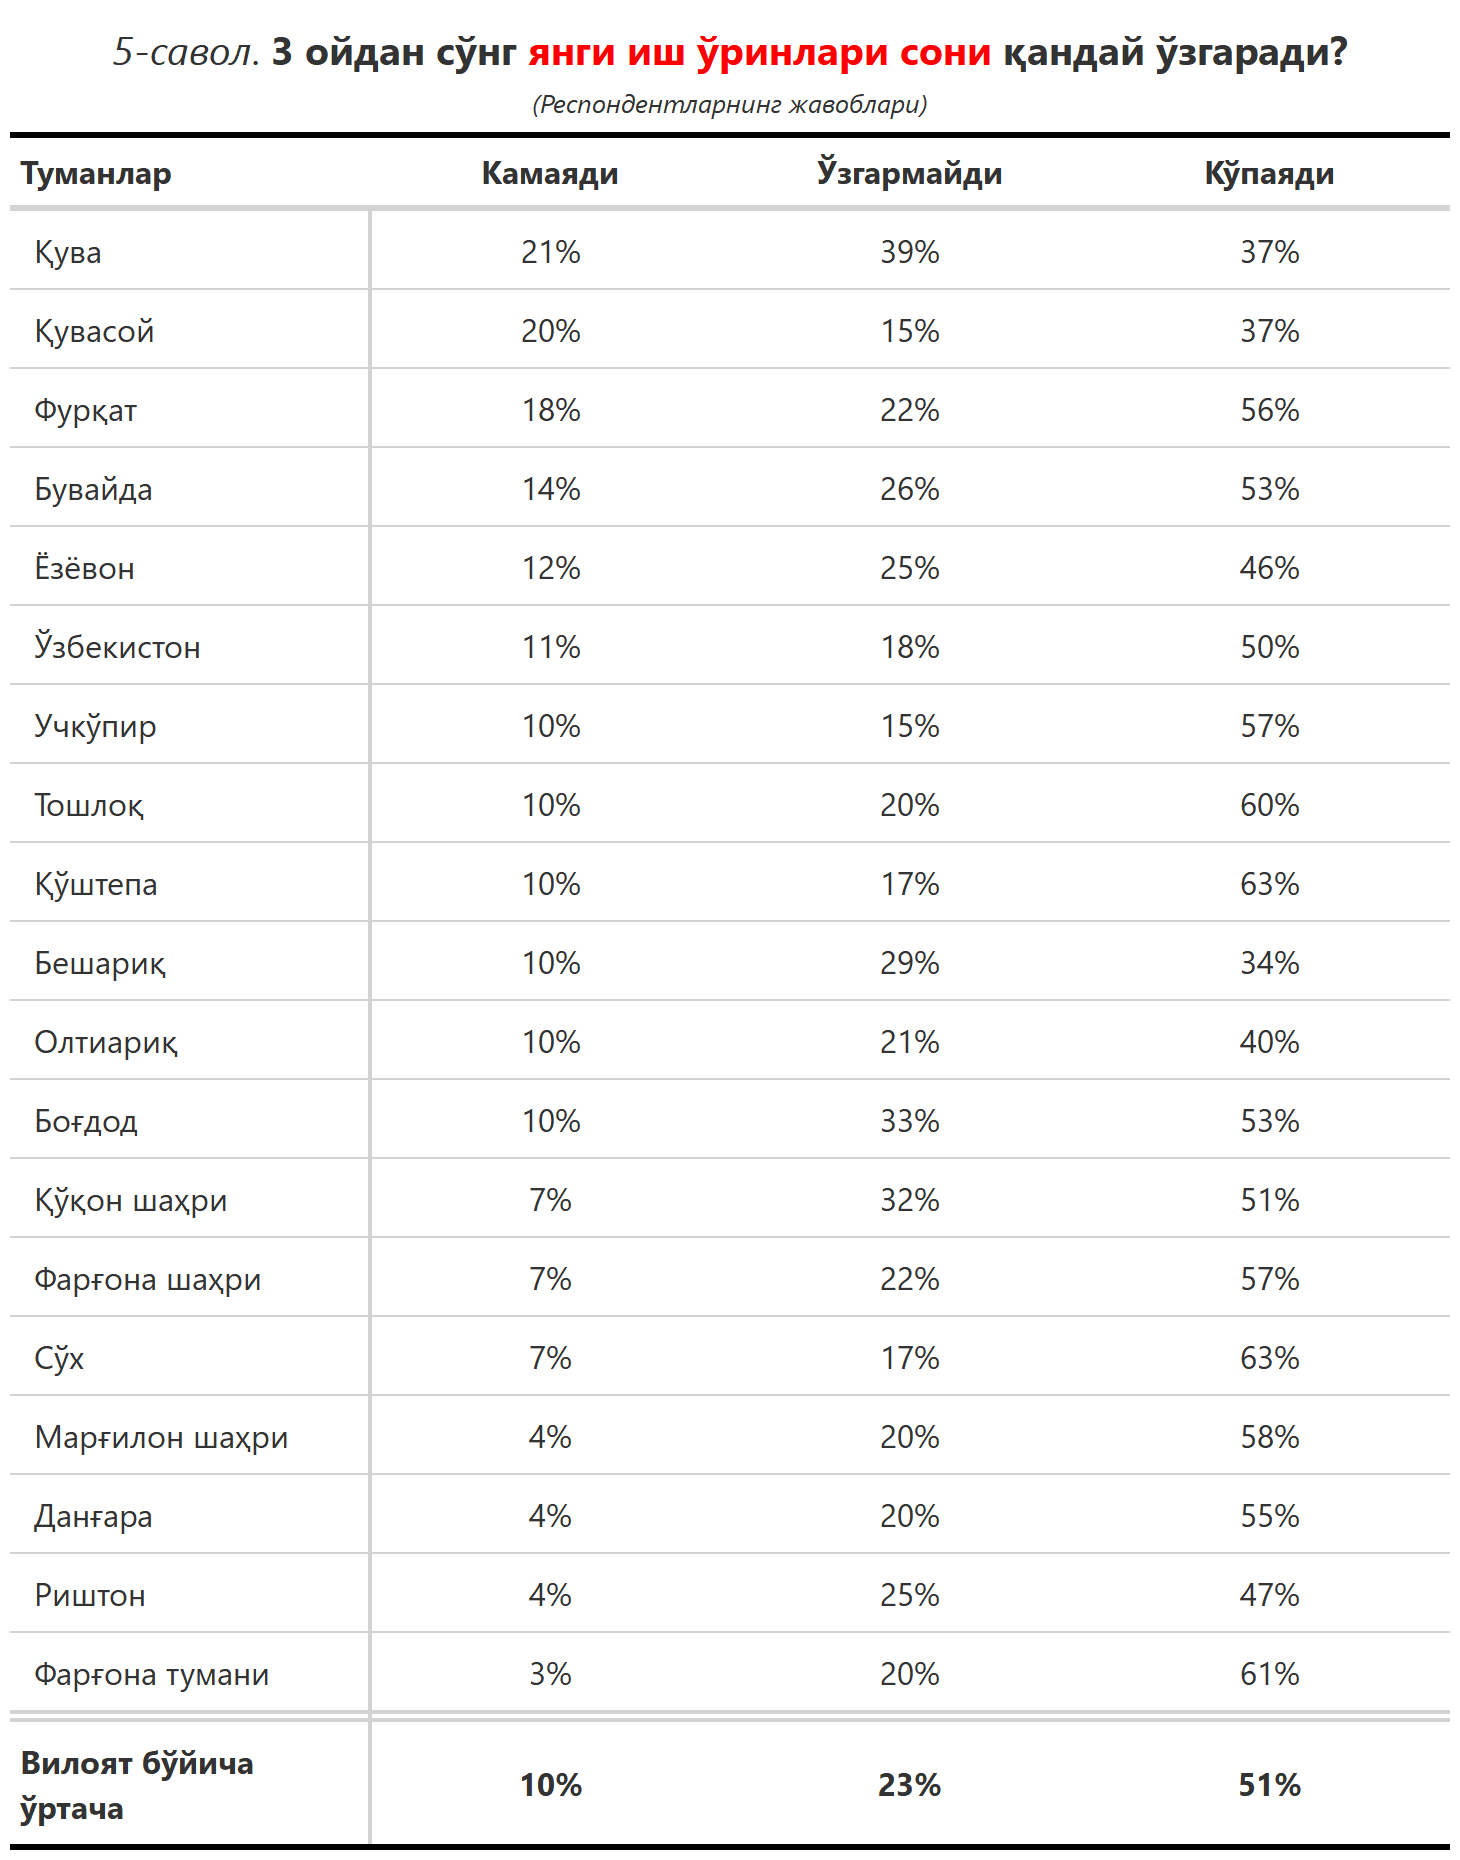 5-савол. 3 ойдан сўнг янги иш ўринлари сони қандай ўзгаради?
(Респондентларнинг жавоблари)
Туманлар Камаяди Ўзгармайди Кўпаяди
Қува 21% 39% 37%
Қувасой 20% 15% 37%
Фурқат 18% 22% 56%
Бувайда 14% 26% 53%
Ёзёвон 12% 25% 46%
Ўзбекистон 11% 18% 50%
Учкўпир 10% 15% 57%
Тошлоқ 10% 20% 60%
Қўштепа 10% 17% 63%
Бешариқ 10% 29% 34%
Олтиариқ 10% 21% 40%
Боғдод 10% 33% 53%
Қўқон шаҳри 7% 32% 51%
Фарғона шаҳри 7% 22% 57%
Сўх 7% 17% 63%
Марғилон шаҳри 4% 20% 58%
Данғара 4% 20% 55%
Риштон 4% 25% 47%
Фарғона тумани 3% 20% 61%
Вилоят бўйича
ўртача 10% 23% 51%